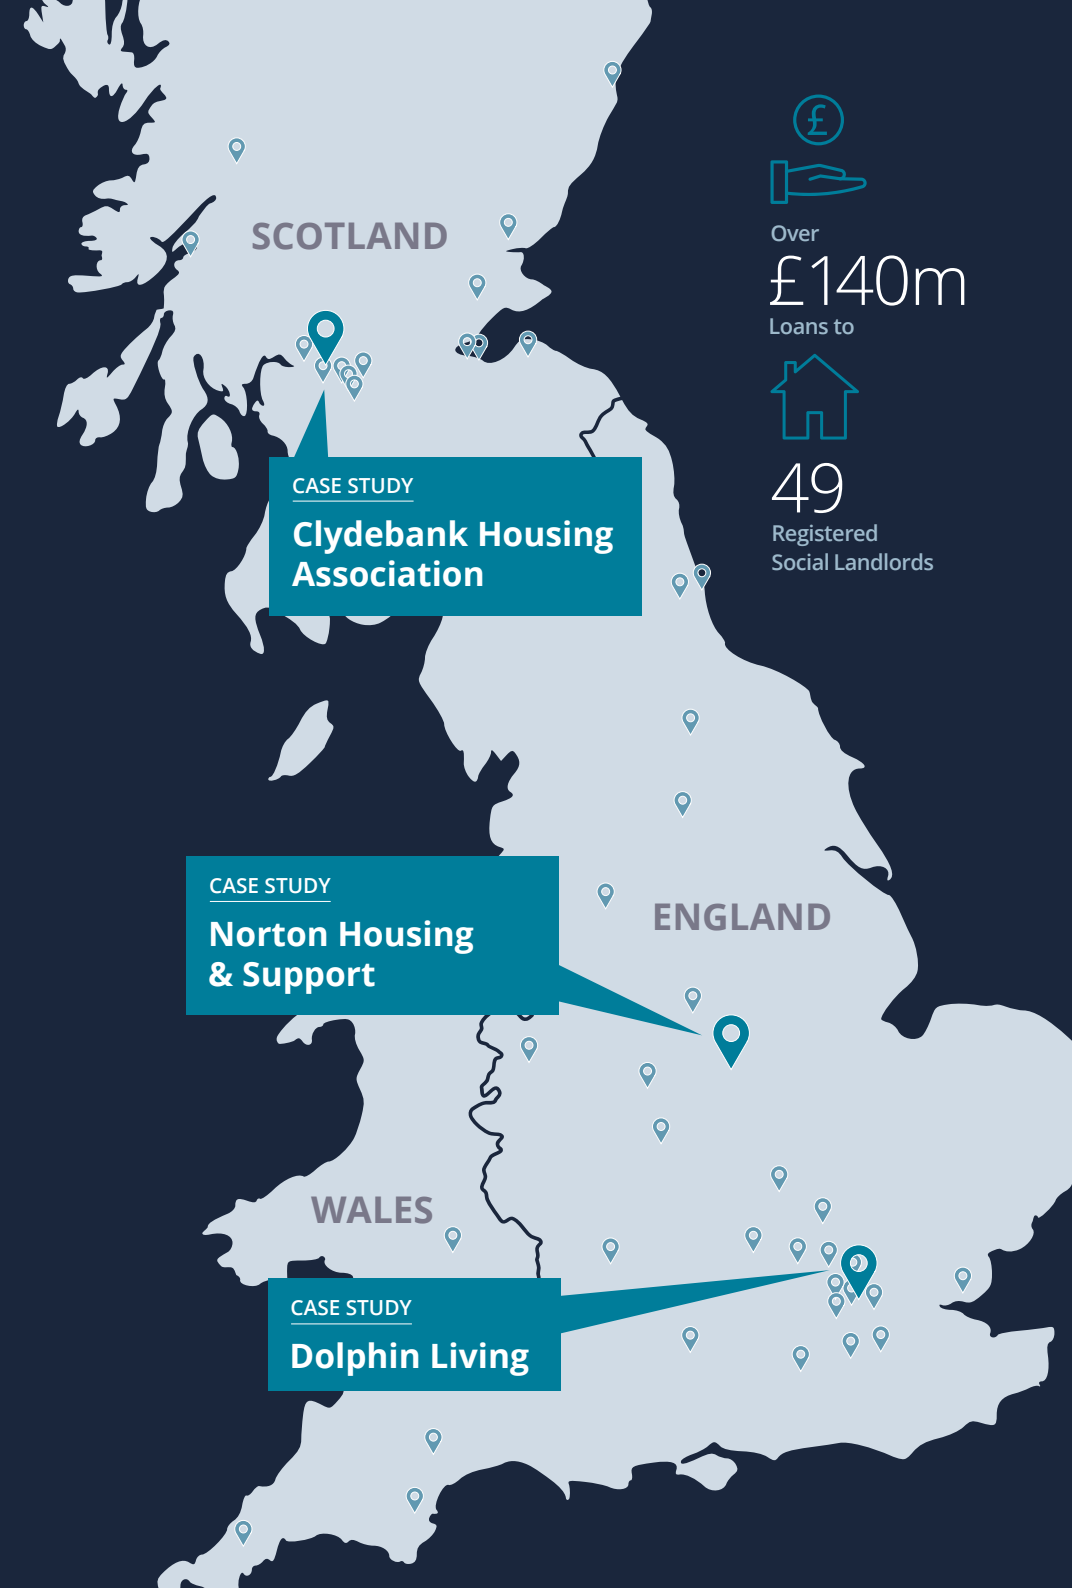 £
SCOTLAND
Over
£140m
Loans to
49
Registered
Social Landlords
CASE STUDY
Clydebank Housing
Association
CASE STUDY
Norton Housing
& Support
ENGLAND
WALES
CASE STUDY
Dolphin Living